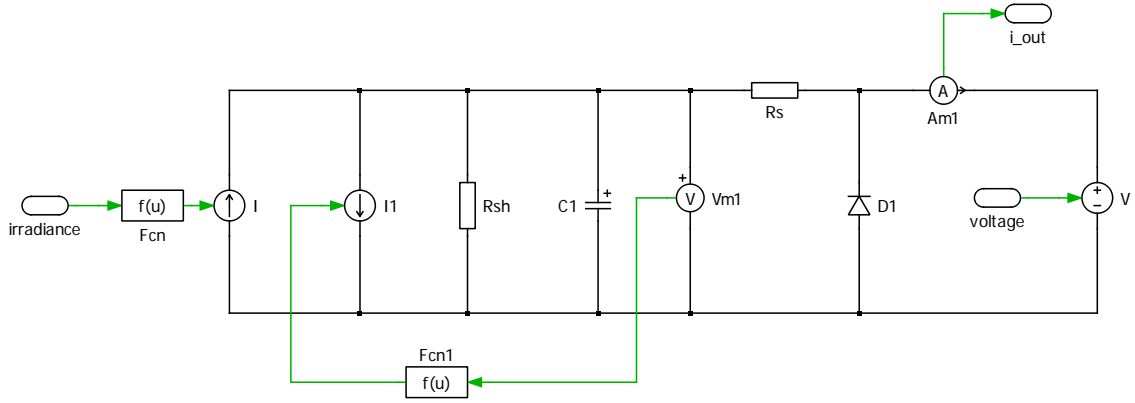 i_out
A
Am1
Rs
irradiance
f(u)
Fcn
I
I1
Rsh
C1
+
+
V
Vm1
D1
voltage
+
−
V
Fcn1
f(u)